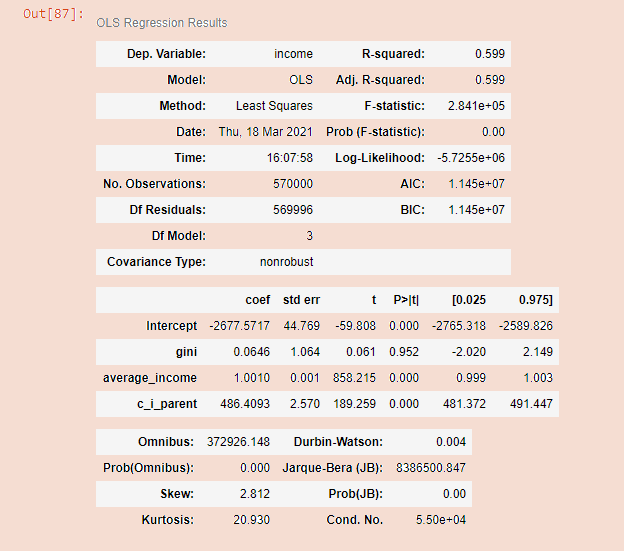 Out[87]:
OLS Regression Results
Dep. Variable: income R-squared: 0.599
Model: OLS Adj. R-squared: 0.599
Method: Least Squares F-statistic: 2.841e+05
Date: Thu, 18 Mar 2021 Prob (F-statistic): 0.00
Time: 16:07:58 Log-Likelihood: -5.7255e+06
No. Observations: 570000 AIC: 1.145e+07
Df Residuals: 569996 BIC: 1.145e+07
Df Model: 3
Covariance Type: nonrobust
coef std err t P>|t| [0.025 0.975]
Intercept -2677.5717 44.769 -59.808 0.000 -2765.318 -2589.826
gini 0.0646 1.064 0.061 0.952 -2.020 2.149
average_income 1.0010 0.001 858.215 0.000 0.999 1.003
c_i_parent 486.4093 2.570 189.259 0.000 481.372 491.447
Omnibus: 372926.148 Durbin-Watson: 0.004
Prob(Omnibus): 0.000 Jarque-Bera (JB): 8386500.847
Skew: 2.812 Prob(JB): 0.00
Kurtosis: 20.930 Cond. No. 5.50e+04